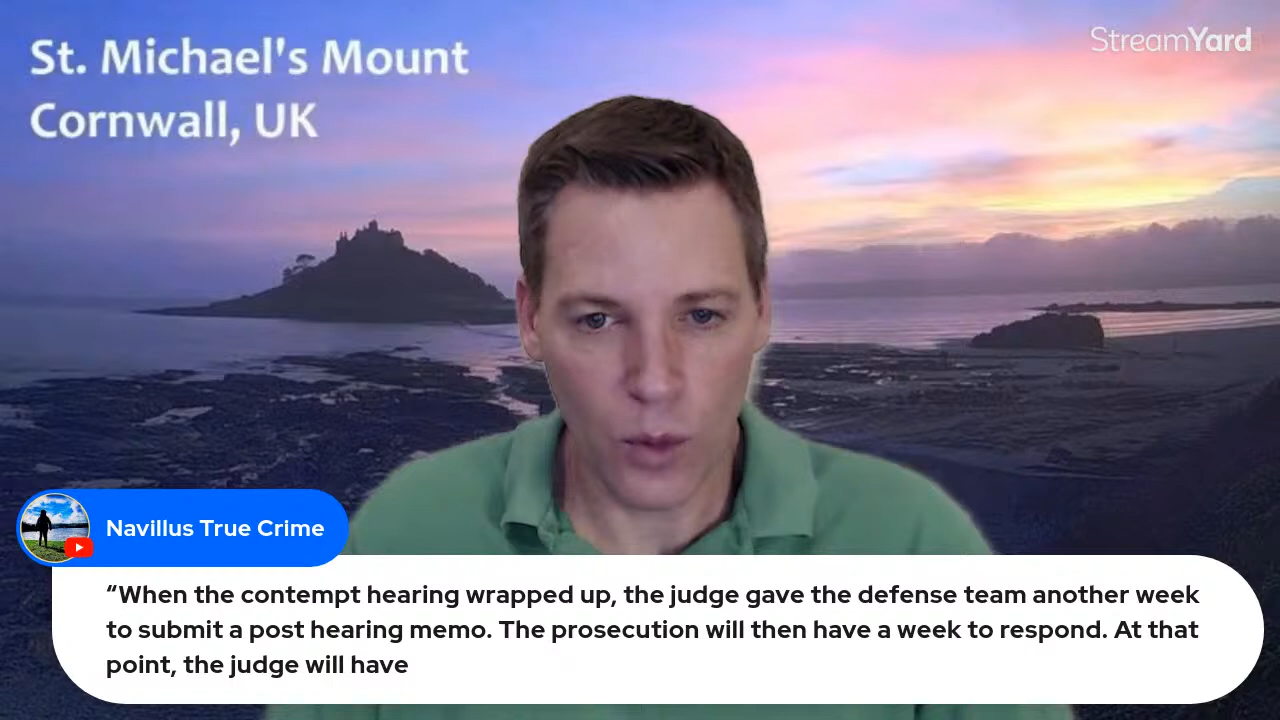 St. Michael's Mount
Cornwall, UK
StreamYard
Navillus True Crime
“When the contempt hearing wrapped up, the judge gave the defense team another week
to submit a post hearing memo. The prosecution will then have a week to respond. At that
point, the judge will have